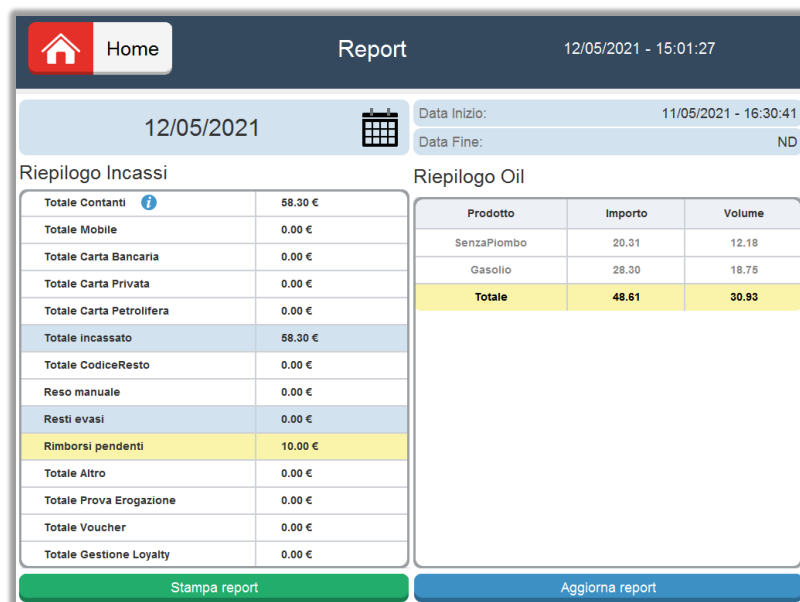 Home
Report
12/05/2021 - 15:01:27
12/05/2021
Data Inizio: 11/05/2021 - 16:30:41
Data Fine: ND
Riepilogo Incassi
Totale Contanti i 58.30 €
Totale Mobile 0.00 €
Totale Carta Bancaria 0.00 €
Totale Carta Privata 0.00 €
Totale Carta Petrolifera 0.00 €
Totale incassato 58.30 €
Totale CodiceResto 0.00 €
Reso manuale 0.00 €
Resti evasi 0.00 €
Rimborsi pendenti 10.00 €
Totale Altro 0.00 €
Totale Prova Erogazione 0.00 €
Totale Voucher 0.00 €
Totale Gestione Loyalty 0.00 €
Stampa report
Riepilogo Oil
Prodotto Importo Volume
SenzaPiombo 20.31 12.18
Gasolio 28.30 18.75
Totale 48.61 30.93
Aggiorna report